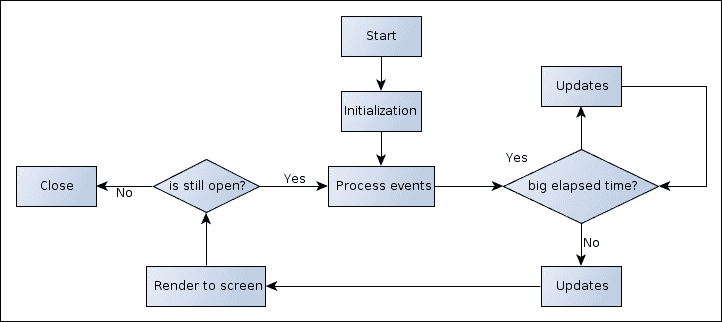 Start
Initialization
Updates
Yes
Close
No
is still open?
Yes
Process events
big elapsed time?
No
Render to screen
Updates